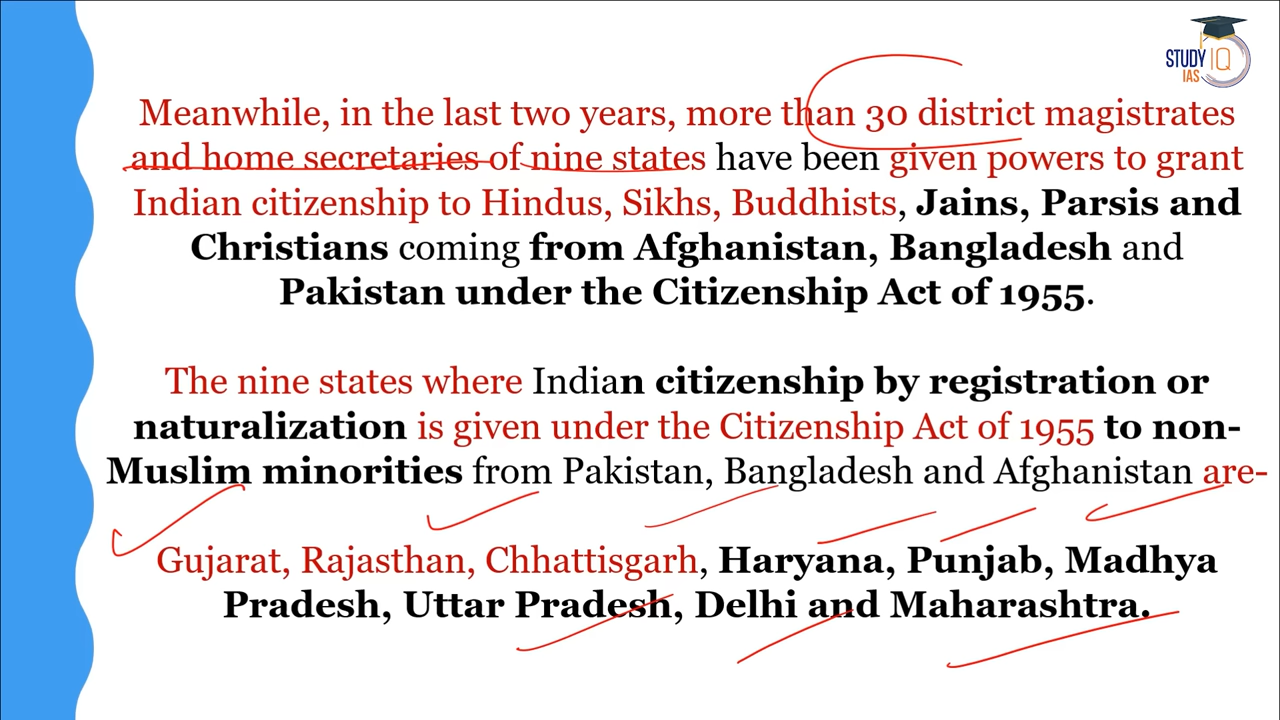 STUDY IQ
IAS
Meanwhile, in the last two years, more than 30 district magistrates
and home secretaries of nine states have been given powers to grant
Indian citizenship to Hindus, Sikhs, Buddhists, Jains, Parsis and
Christians coming from Afghanistan, Bangladesh and
Pakistan under the Citizenship Act of 1955.
The nine states where Indian citizenship by registration or
naturalization is given under the Citizenship Act of 1955 to non-
Muslim minorities from Pakistan, Bangladesh and Afghanistan are-
Gujarat, Rajasthan, Chhattisgarh, Haryana, Punjab, Madhya
Pradesh, Uttar Pradesh, Delhi and Maharashtra.